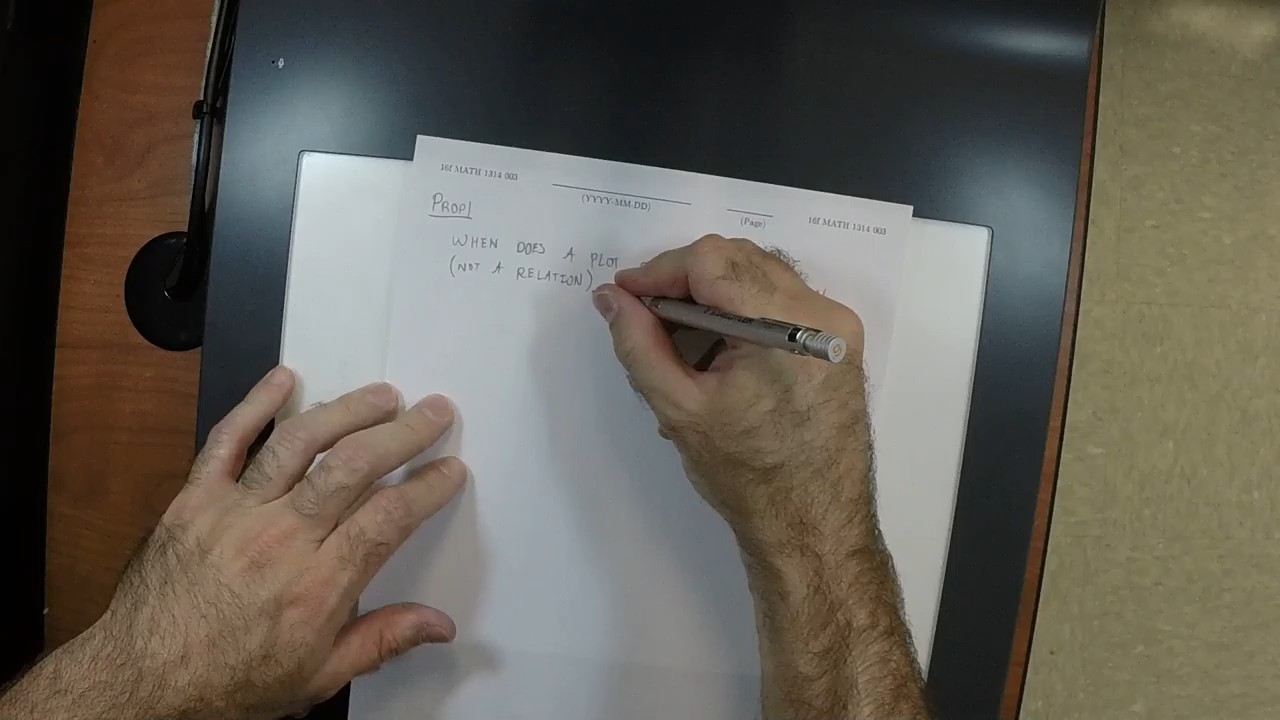 16f MATH 1314 003
(YYYY-MM-DD)
(Page)
16f MATH 1314 003
PROP1
WHEN DOES A PLOT
(NOT A RELATION)